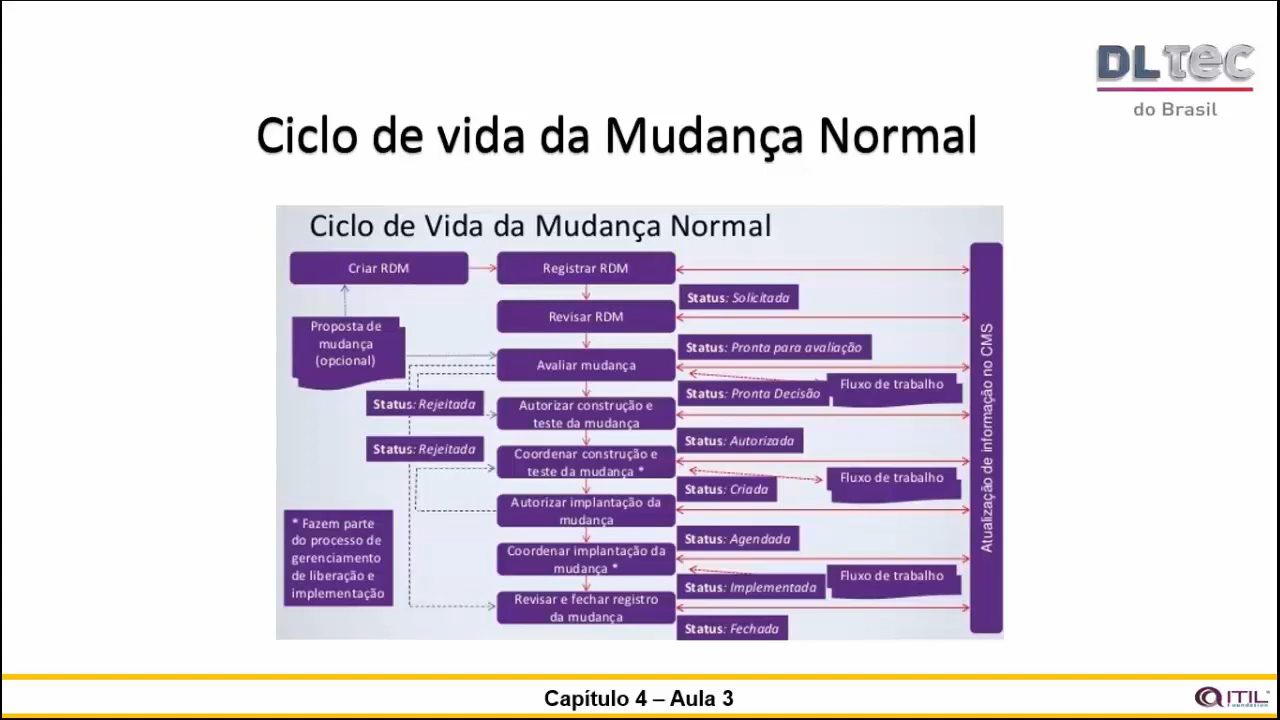 DLTEC
do Brasil
Ciclo de vida da Mudança Normal
Ciclo de Vida da Mudança Normal
Criar RDM
Registrar RDM
Status: Solicitada
Revisar RDM
Proposta de
mudança
(opcional)
Status: Pronta para avaliação
Avaliar mudança
Fluxo de trabalho
Status: Pronta Decisão
Status: Rejeitada
Autorizar construção e
teste da mudança
Status: Autorizada
Status: Rejeitada
Coordenar construção e
teste da mudança *
Fluxo de trabalho
Status: Criada
Autorizar implantação da
mudança
Status: Agendada
* Fazem parte
do processo de
gerenciamento
de liberação e
implementação
Coordenar implantação da
mudança *
Fluxo de trabalho
Status: Implementada
Revisar e fechar registro
da mudança
Status: Fechada
Atualização de informação no CMS
Capítulo 4 – Aula 3
ITIL®
Foundation